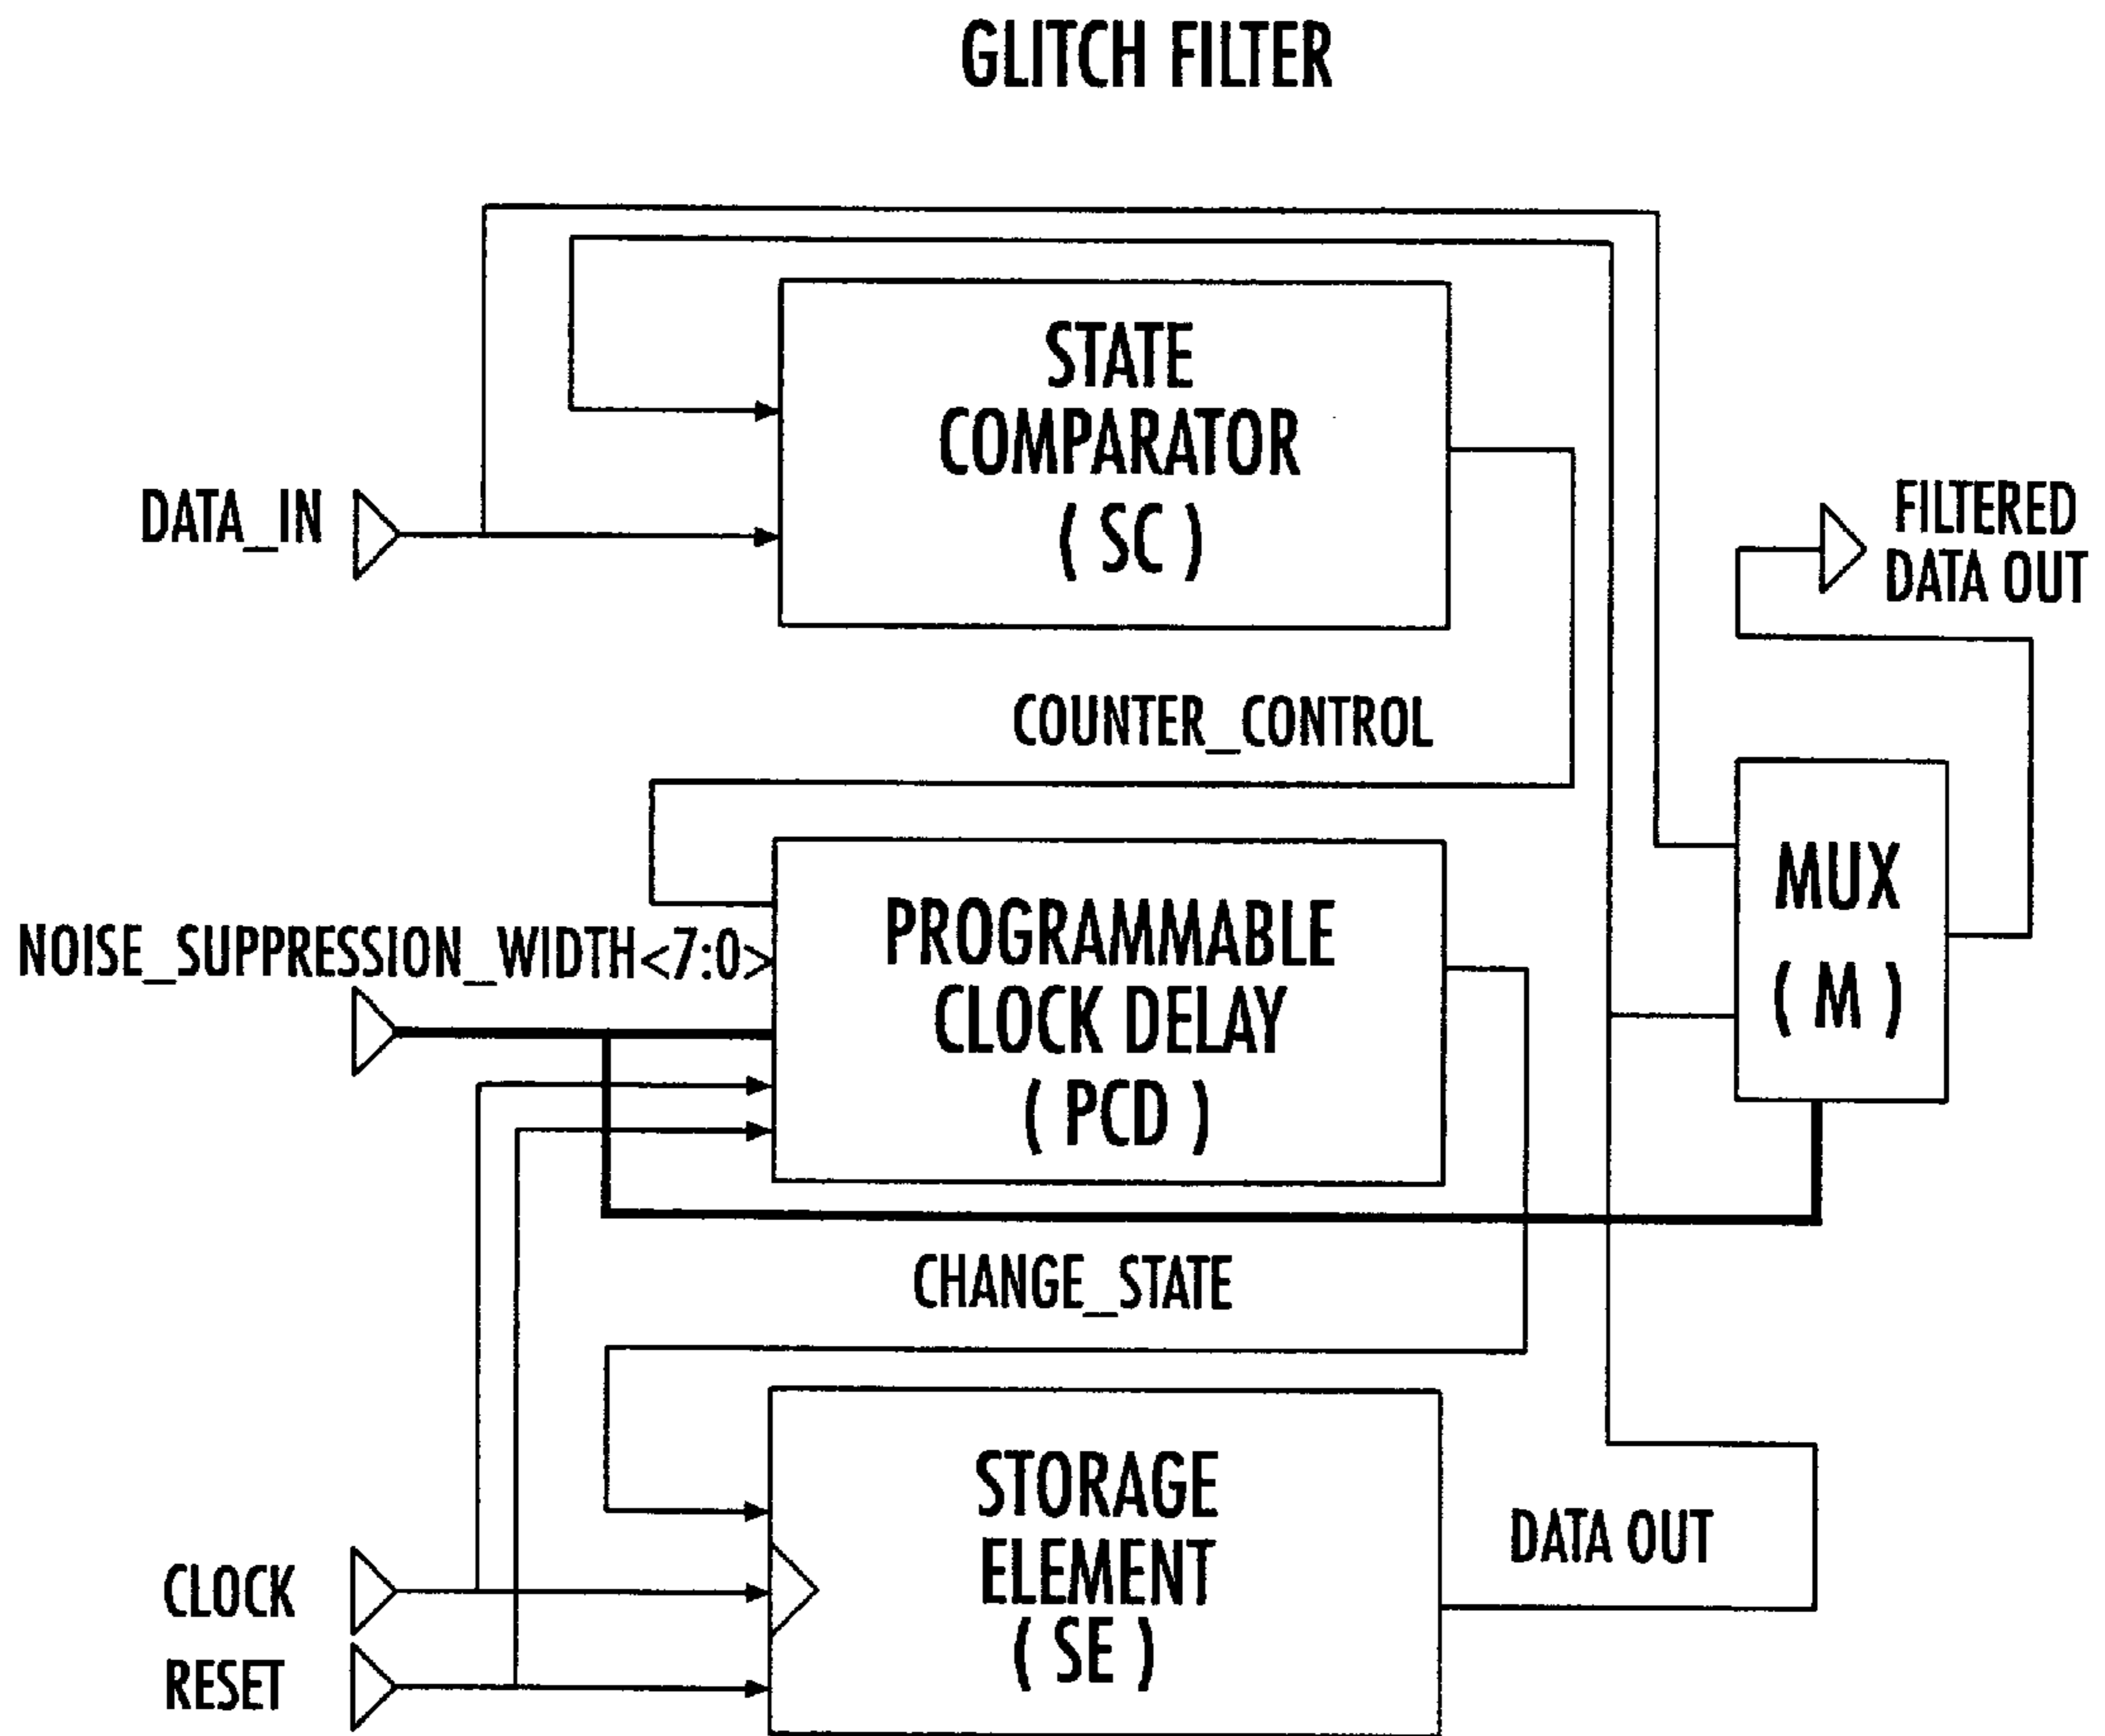 GLITCH FILTER
STATE
COMPARATOR
( SC )
DATA_IN
FILTERED
DATA OUT
COUNTER_CONTROL
MUX
( M )
NOISE_SUPPRESSION_WIDTH<7:0>
PROGRAMMABLE
CLOCK DELAY
( PCD )
CHANGE_STATE
STORAGE
ELEMENT
( SE )
DATA OUT
CLOCK
RESET